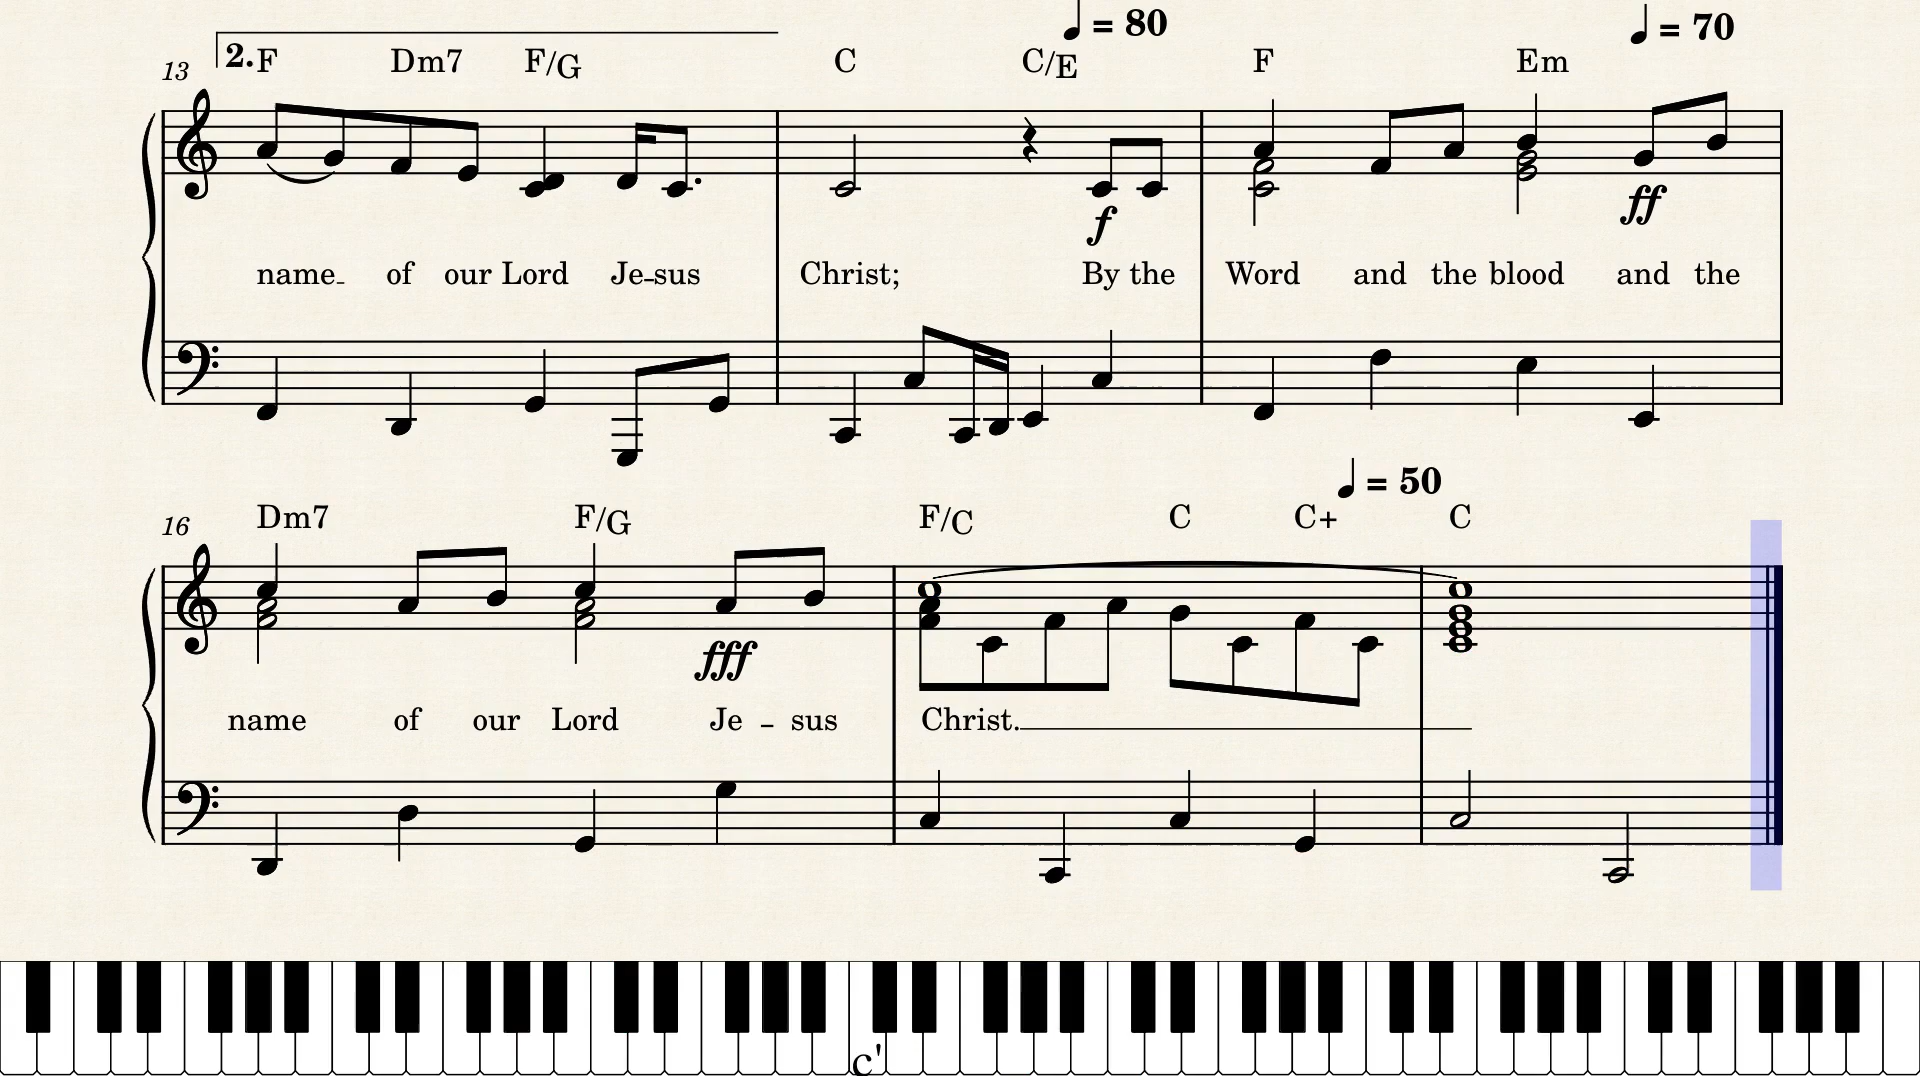 ♩ = 80 ♩ = 70
13 2. F Dm7 F/G C C/E F Em
f ff
name_ of our Lord Je-sus Christ; By the Word and the blood and the
♩ = 50
16 Dm7 F/G F/C C C+ C
fff
name of our Lord Je - sus Christ.
c'